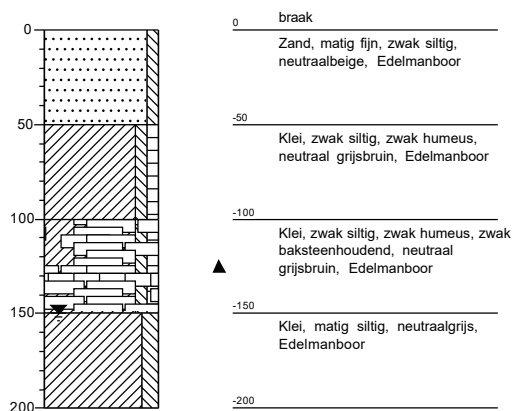 0
50
100
150
200
0
braak
Zand, matig fijn, zwak siltig,
neutraalbeige, Edelmanboor
-50
Klei, zwak siltig, zwak humeus,
neutraal grijsbruin, Edelmanboor
-100
Klei, zwak siltig, zwak humeus, zwak
baksteenhoudend, neutraal
grijsbruin, Edelmanboor
-150
Klei, matig siltig, neutraalgrijs,
Edelmanboor
-200